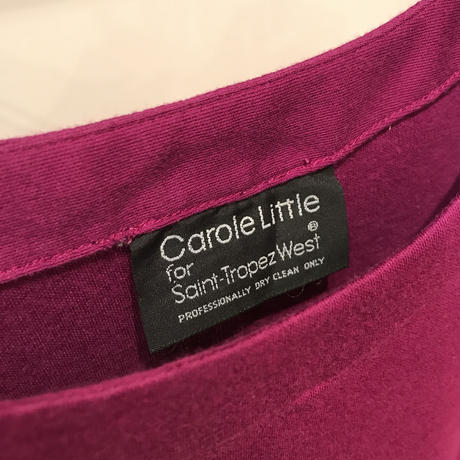 Carole Little
for
Saint-Tropez West ®
PROFESSIONALLY DRY CLEAN ONLY